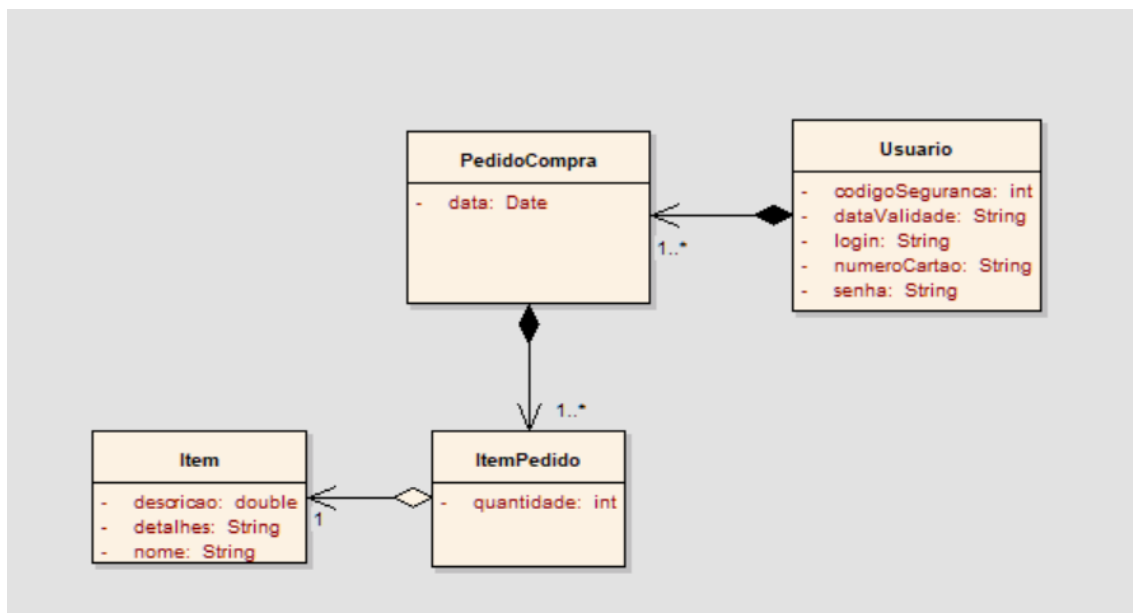 PedidoCompra
- data: Date
Usuario
- codigoSeguranca: int
- dataValidade: String
- login: String
- numeroCartao: String
- senha: String
1..*
1..*
Item
- descricao: double
- detalhes: String
- nome: String
1
ItemPedido
- quantidade: int